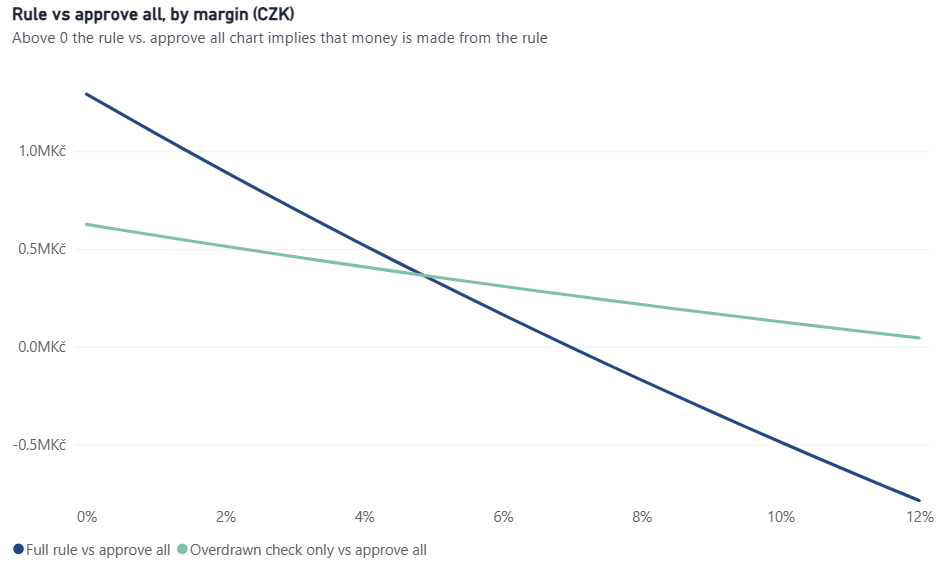 Rule vs approve all, by margin (CZK)
Above 0 the rule vs. approve all chart implies that money is made from the rule
1.0MKč
0.5MKč
0.0MKč
-0.5MKč
0% 2% 4% 6% 8% 10% 12%
Full rule vs approve all Overdrawn check only vs approve all